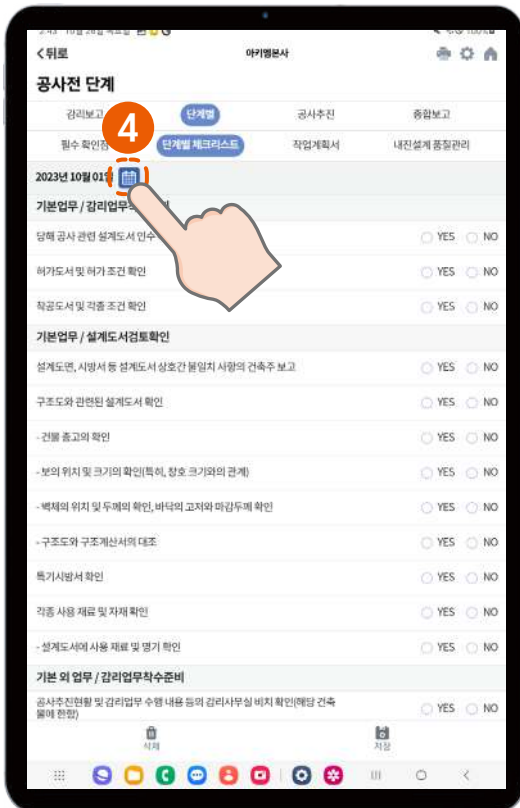 <뒤로
아키엠본사
공사전 단계
감리보고
단계별
공사추진
종합보고
4
필수 확인점
단계별 체크리스트
작업계획서
내진설계 품질관리
2023년 10월 01일
기본업무 / 감리업무착
당해 공사 관련 설계도서 인수
YES NO
허가도서 및 허가 조건 확인
YES NO
착공도서 및 각종 조건 확인
YES NO
기본업무 / 설계도서검토확인
설계도면, 시방서 등 설계도서 상호간 불일치 사항의 건축주 보고
YES NO
구조도와 관련된 설계도서 확인
YES NO
- 건물 층고의 확인
YES NO
- 보의 위치 및 크기의 확인(특히, 창호 크기와의 관계)
YES NO
- 벽체의 위치 및 두께의 확인, 바닥의 고저와 마감두께 확인
YES NO
- 구조도와 구조계산서의 대조
YES NO
특기시방서 확인
YES NO
각종 사용 재료 및 자재 확인
YES NO
- 설계도서에 사용 재료 및 명기 확인
YES NO
기본 외 업무 / 감리업무착수준비
공사추진현황 및 감리업무 수행 내용 등의 감리사무실 비치 확인(해당 건축
물에 한함)
YES NO
삭제
저장